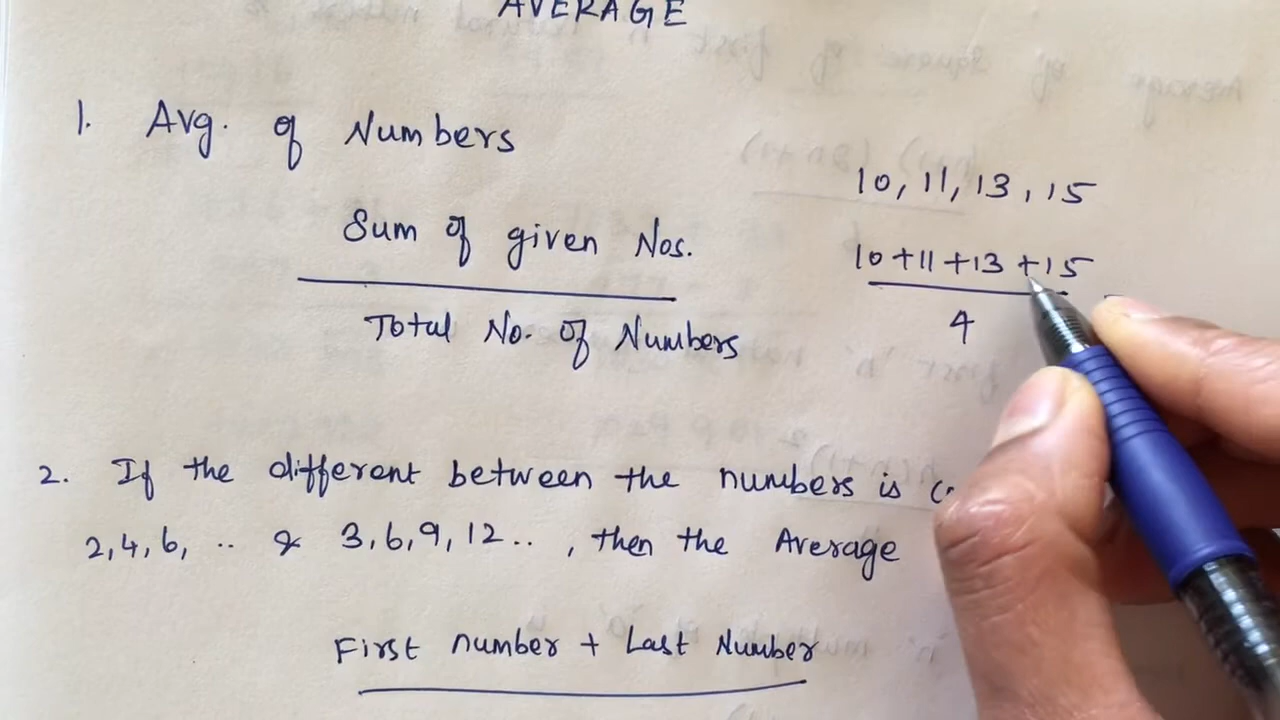 AVERAGE
1. Avg. of Numbers
10, 11, 13, 15
Sum of given Nos.
10 + 11 + 13 + 15
Total No. of Numbers
4
2. If the different between the numbers is
2, 4, 6, .. & 3, 6, 9, 12 .. , then the Average
First number + Last Number